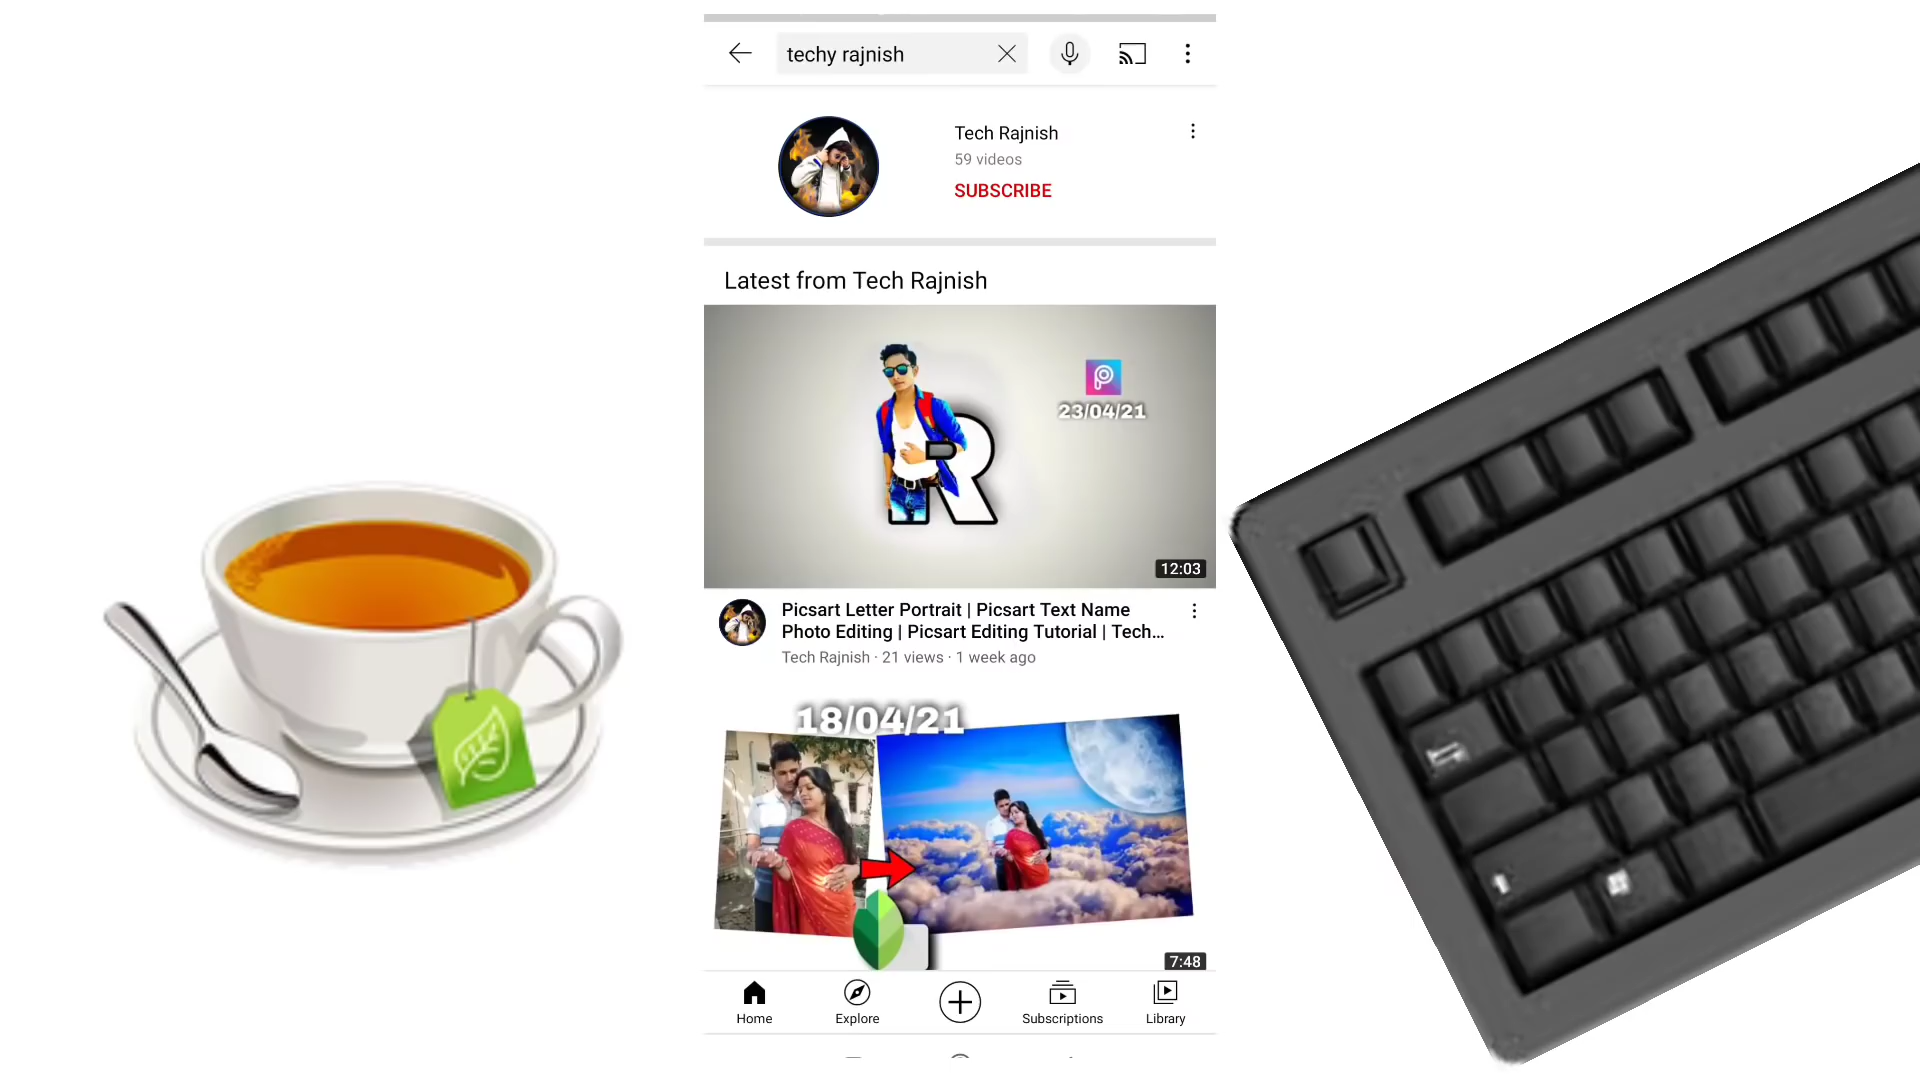 techy rajnish
Tech Rajnish
59 videos
SUBSCRIBE
Latest from Tech Rajnish
23/04/21
R
12:03
Picsart Letter Portrait | Picsart Text Name
Photo Editing | Picsart Editing Tutorial | Tech...
Tech Rajnish · 21 views · 1 week ago
18/04/21
7:48
Home
Explore
Subscriptions
Library